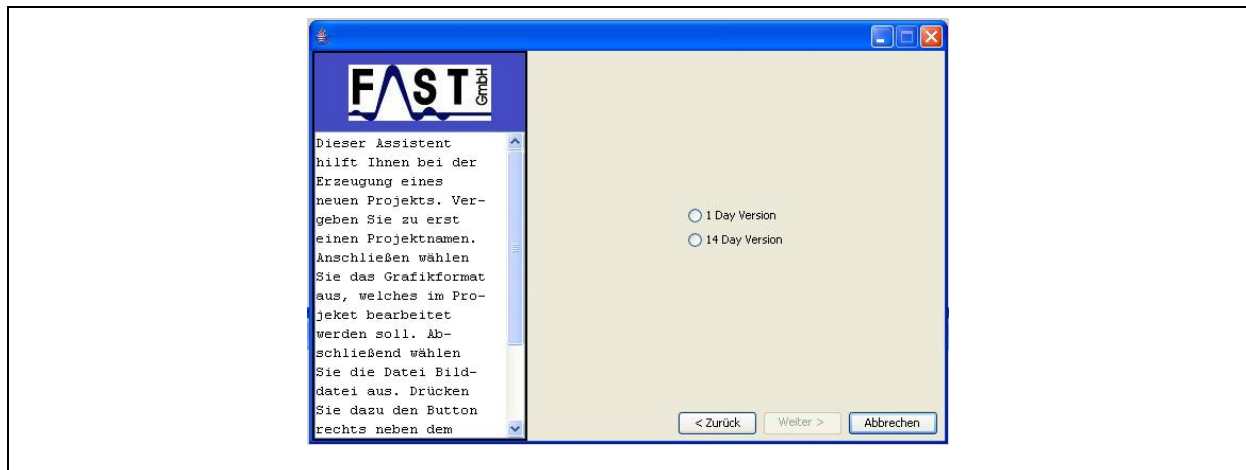 FAST GmbH
Dieser Assistent
hilft Ihnen bei der
Erzeugung eines
neuen Projekts. Ver-
geben Sie zu erst
einen Projektnamen.
Anschließen wählen
Sie das Grafikformat
aus, welches im Pro-
jeket bearbeitet
werden soll. Ab-
schließend wählen
Sie die Datei Bild-
datei aus. Drücken
Sie dazu den Button
rechts neben dem
1 Day Version
14 Day Version
< Zurück Weiter > Abbrechen